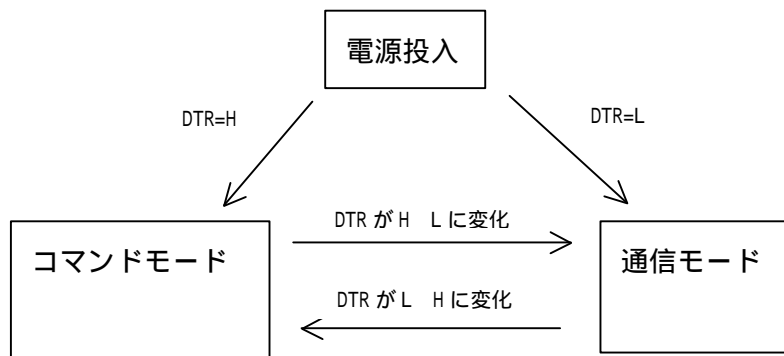 電源投入
DTR=H
DTR=L
コマンドモード
DTR が H L に変化
通信モード
DTR が L H に変化